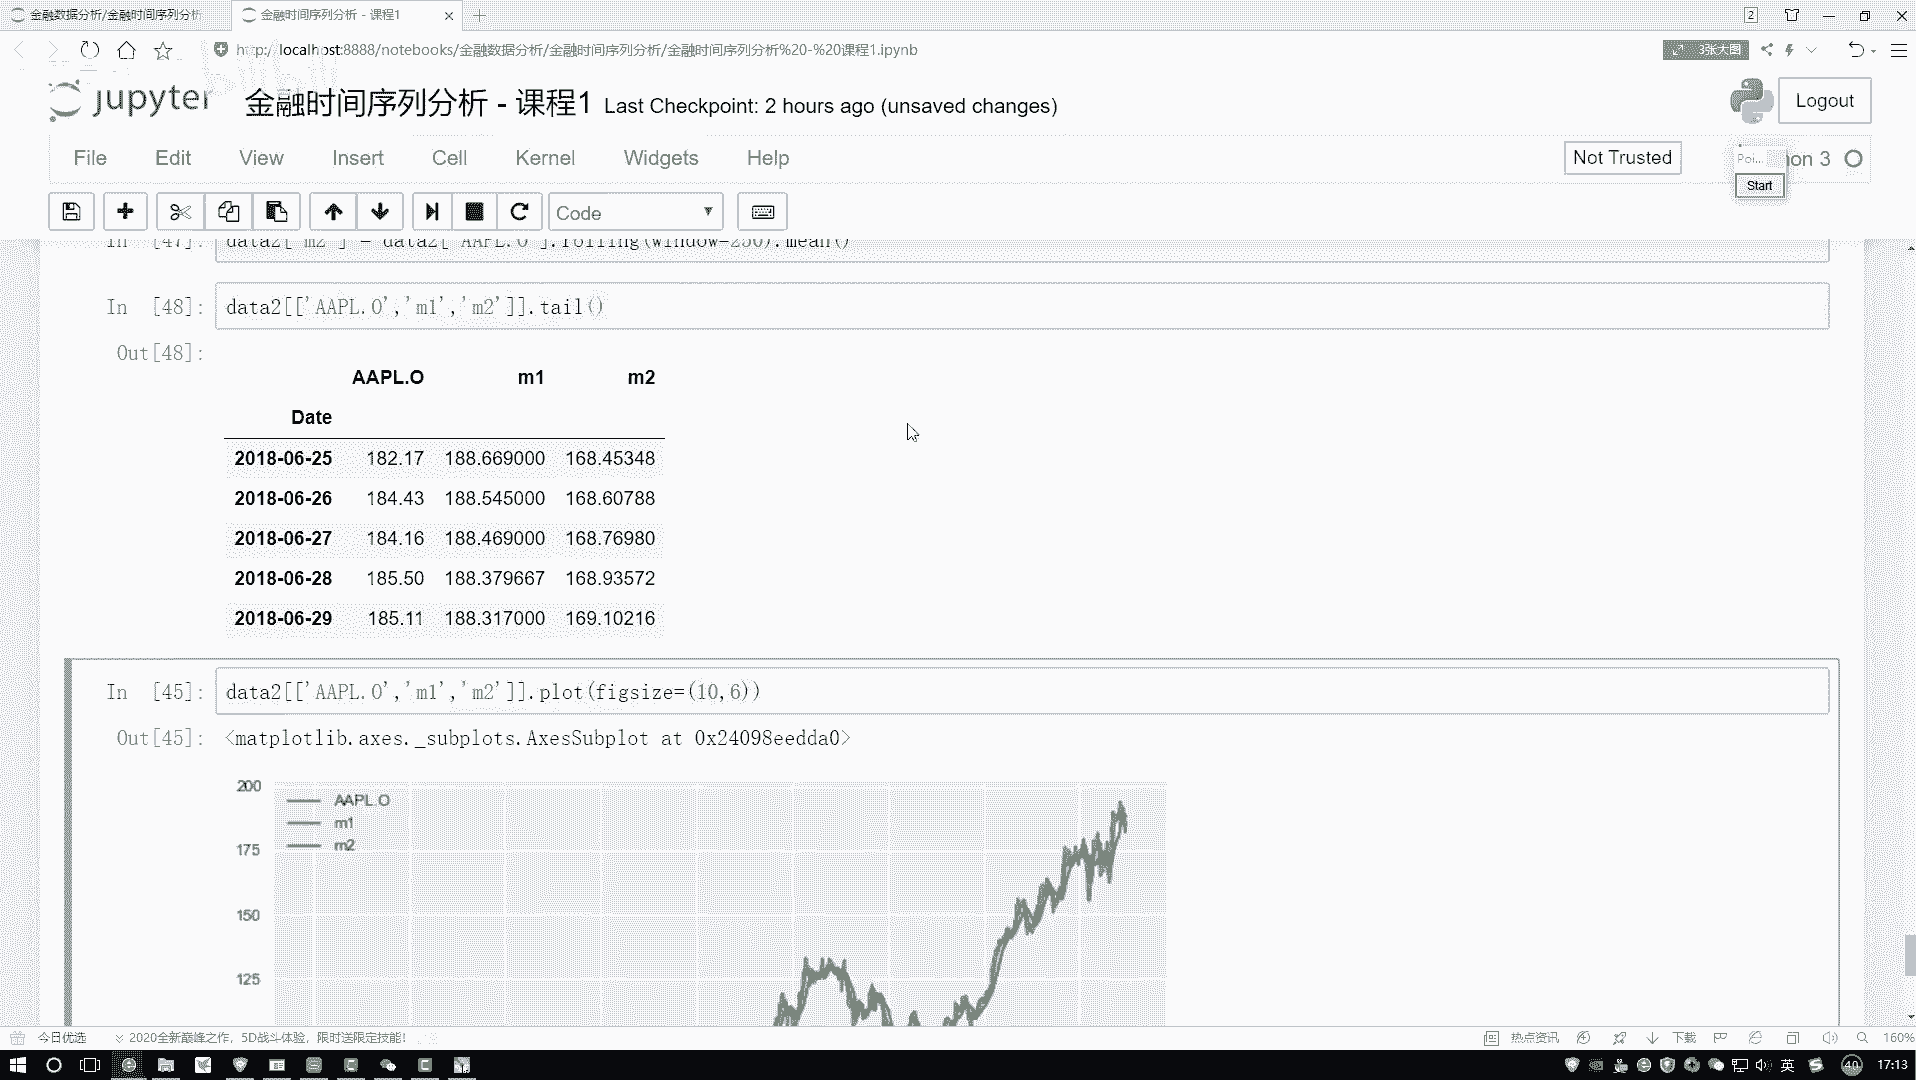 金融数据分析/金融时间序列分析
金融时间序列分析 - 课程1
2
http://localhost:8888/notebooks/金融数据分析/金融时间序列分析/金融时间序列分析%20-%20课程1.ipynb
3张大图
jupyter
金融时间序列分析 - 课程1 Last Checkpoint: 2 hours ago (unsaved changes)
Logout
File Edit View Insert Cell Kernel Widgets Help
Not Trusted
Poi...
on 3
Start
Code
In [47]: data2['m2'] = data2['AAPL.O'].rolling(window=250).mean()
In [48]: data2[['AAPL.O','m1','m2']].tail()
Out[48]:
AAPL.O m1 m2
Date
2018-06-25 182.17 188.669000 168.45348
2018-06-26 184.43 188.545000 168.60788
2018-06-27 184.16 188.469000 168.76980
2018-06-28 185.50 188.379667 168.93572
2018-06-29 185.11 188.317000 169.10216
In [45]: data2[['AAPL.O','m1','m2']].plot(figsize=(10,6))
Out[45]: <matplotlib.axes._subplots.AxesSubplot at 0x24098eedda0>
200
AAPL.O
m1
m2
175
150
125
今日优选
2020全新巅峰之作，5D战斗体验，限时送限定技能！
热点资讯
下载
160%
英
40
17:13